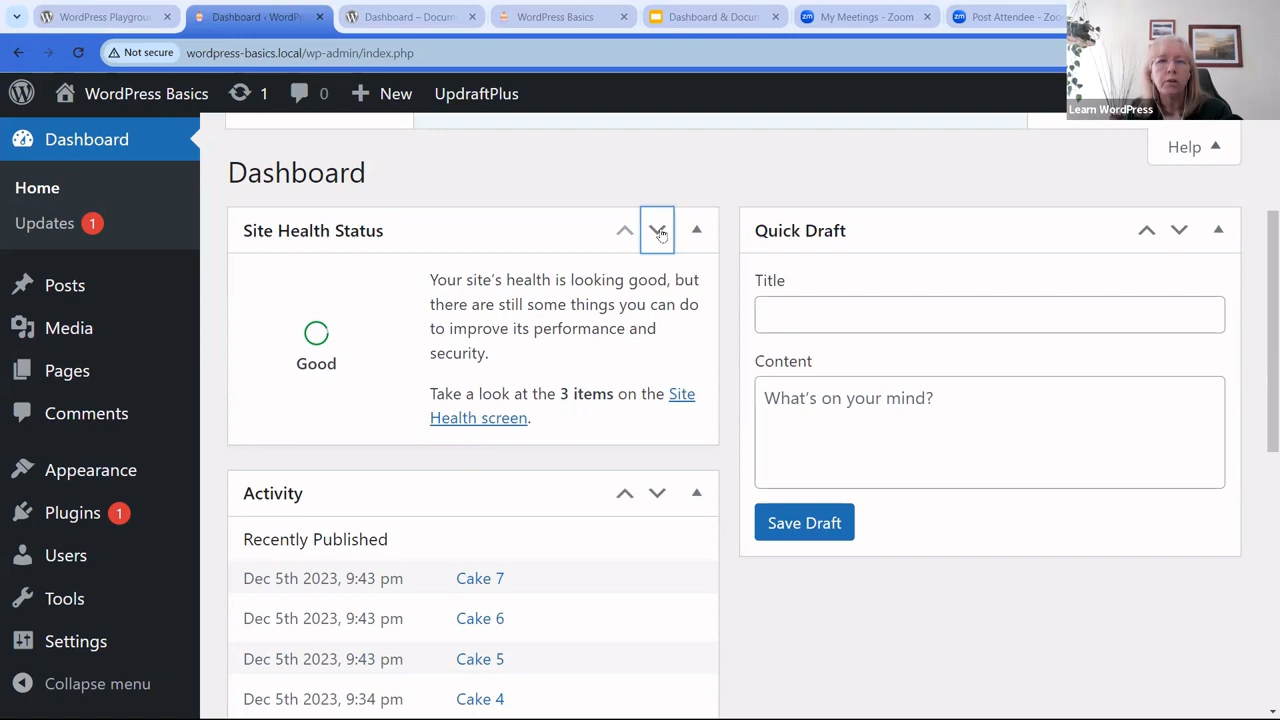 WordPress Playgrou
Dashboard ‹ WordPr
Dashboard – Docum
WordPress Basics
Dashboard & Docum
My Meetings - Zoom
Post Attendee - Zoo
Not secure
wordpress-basics.local/wp-admin/index.php
WordPress Basics
1
0
New
UpdraftPlus
Learn WordPress
Dashboard
Home
Updates 1
Posts
Media
Pages
Comments
Appearance
Plugins 1
Users
Tools
Settings
Collapse menu
Help
Dashboard
Site Health Status
Good
Your site's health is looking good, but
there are still some things you can do
to improve its performance and
security.
Take a look at the 3 items on the Site
Health screen.
Activity
Recently Published
Dec 5th 2023, 9:43 pm Cake 7
Dec 5th 2023, 9:43 pm Cake 6
Dec 5th 2023, 9:43 pm Cake 5
Dec 5th 2023, 9:34 pm Cake 4
Quick Draft
Title
Content
What's on your mind?
Save Draft